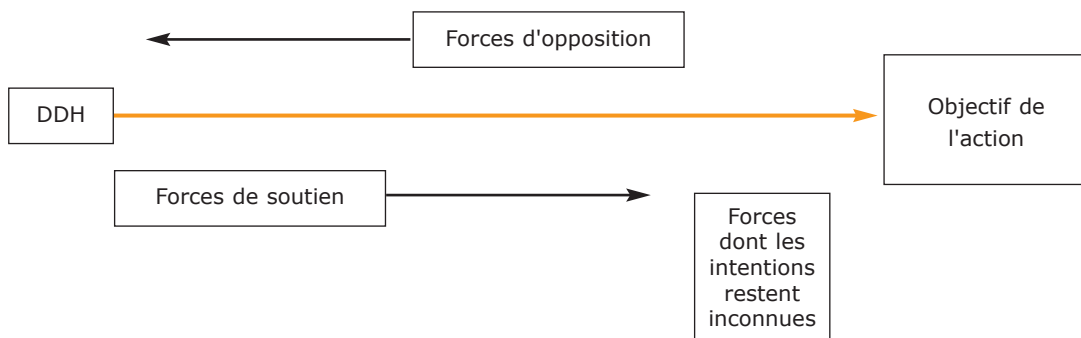 Forces d'opposition
DDH
Objectif de
l'action
Forces de soutien
Forces
dont les
intentions
restent
inconnues